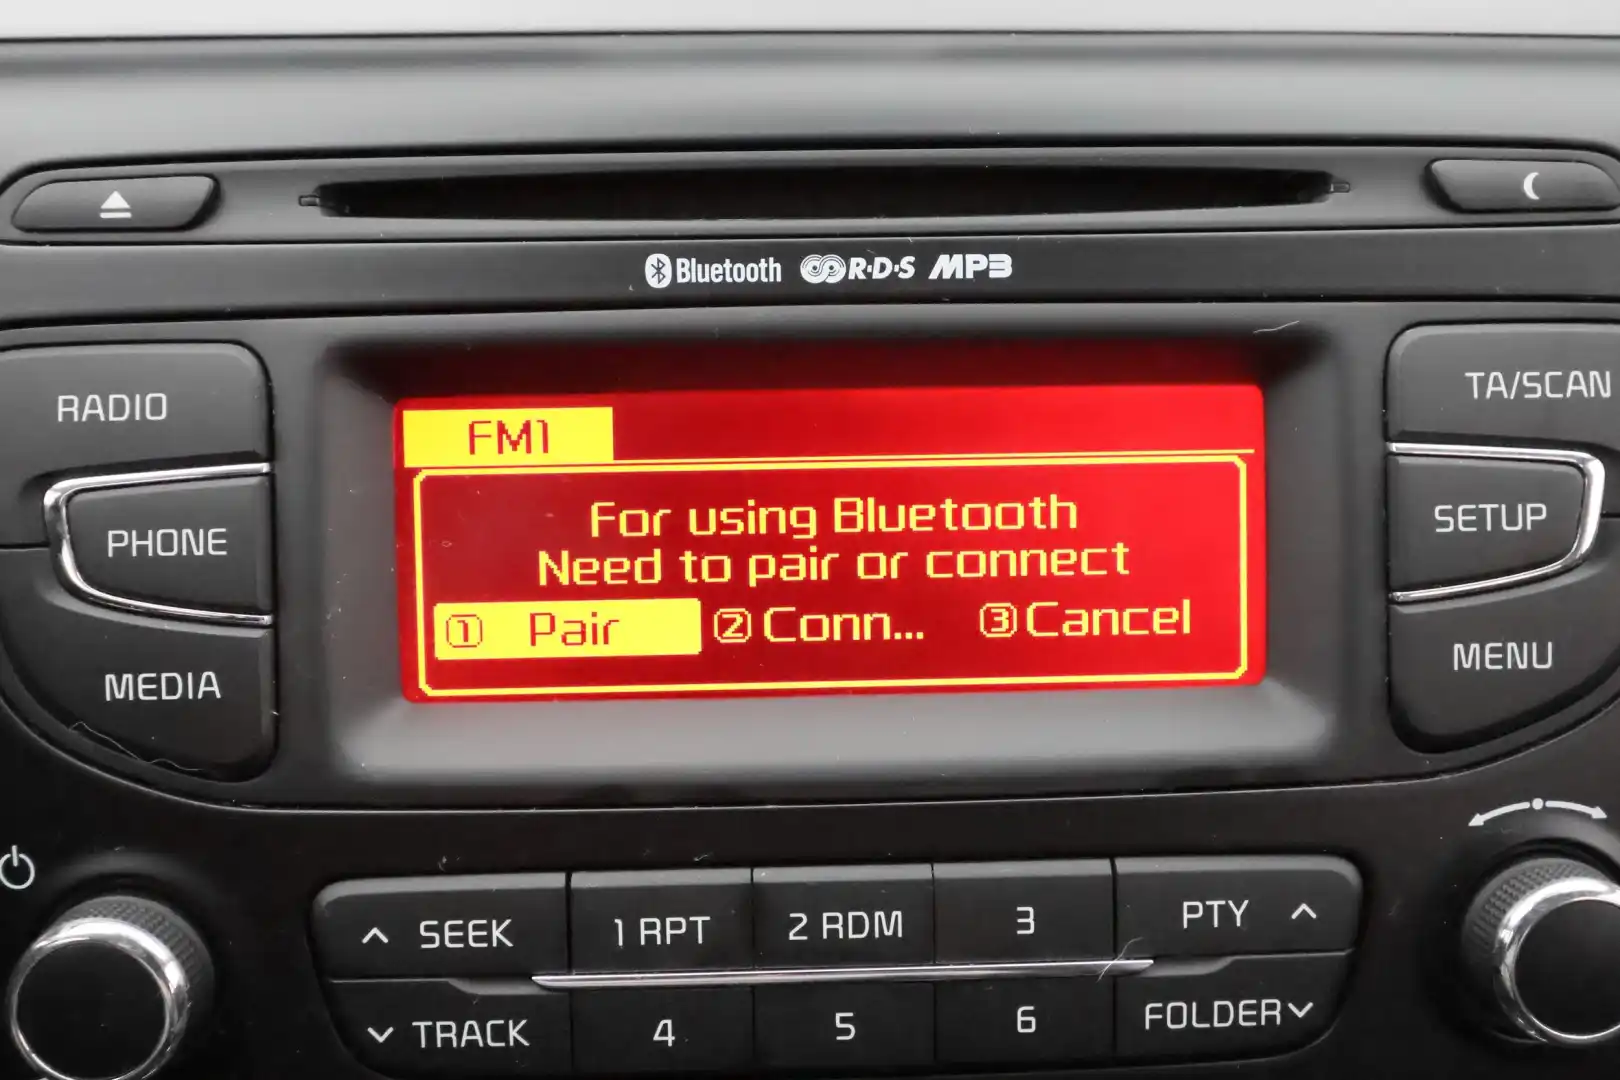 Bluetooth R·D·S MP3
RADIO
PHONE
MEDIA
FM1
For using Bluetooth
Need to pair or connect
① Pair ② Conn... ③ Cancel
TA/SCAN
SETUP
MENU
SEEK 1 RPT 2 RDM 3 PTY
TRACK 4 5 6 FOLDER